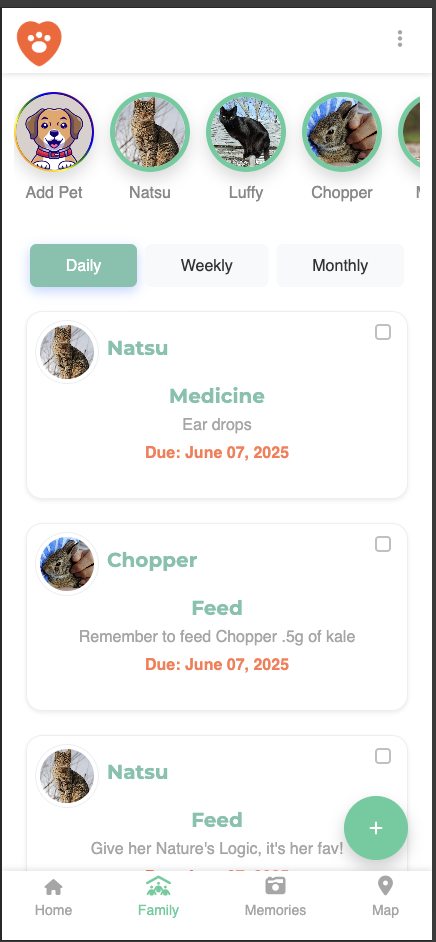 Add Pet Natsu Luffy Chopper
Daily Weekly Monthly
Natsu
Medicine
Ear drops
Due: June 07, 2025
Chopper
Feed
Remember to feed Chopper .5g of kale
Due: June 07, 2025
Natsu
Feed
Give her Nature's Logic, it's her fav!
+
Home Family Memories Map